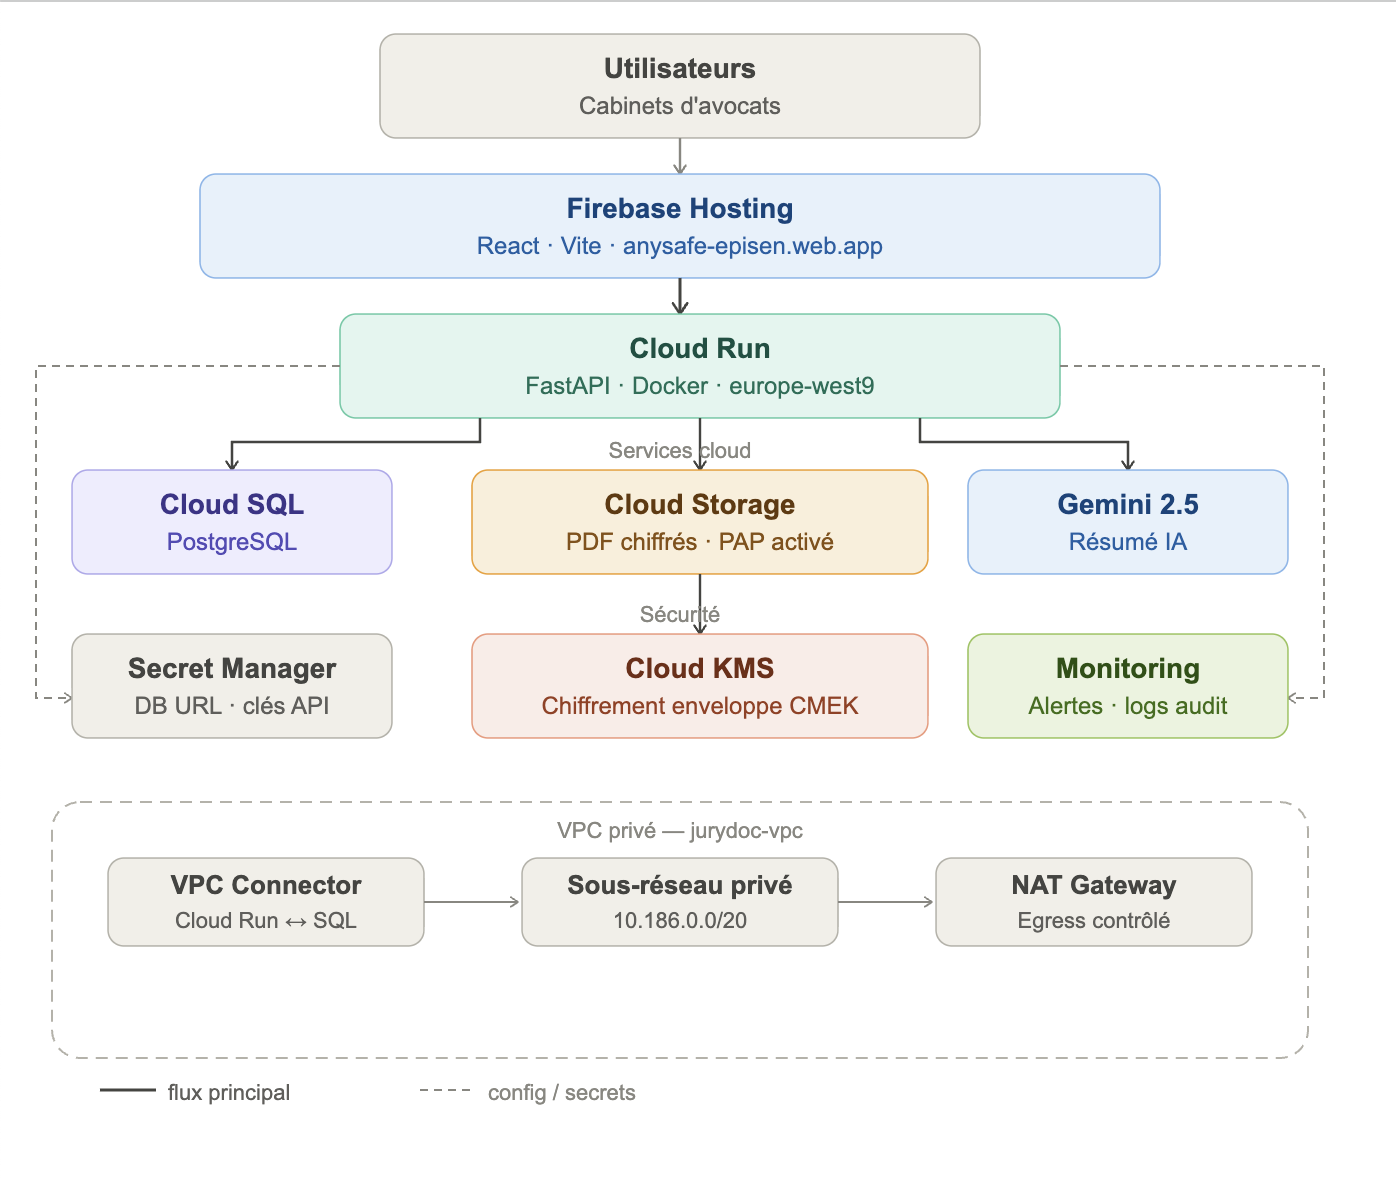 Utilisateurs
Cabinets d'avocats
Firebase Hosting
React · Vite · anysafe-episen.web.app
Cloud Run
FastAPI · Docker · europe-west9
Services cloud
Cloud SQL
PostgreSQL
Cloud Storage
PDF chiffrés · PAP activé
Gemini 2.5
Résumé IA
Sécurité
Secret Manager
DB URL · clés API
Cloud KMS
Chiffrement enveloppe CMEK
Monitoring
Alertes · logs audit
VPC privé — jurydoc-vpc
VPC Connector
Cloud Run ↔ SQL
Sous-réseau privé
10.186.0.0/20
NAT Gateway
Egress contrôlé
flux principal
config / secrets